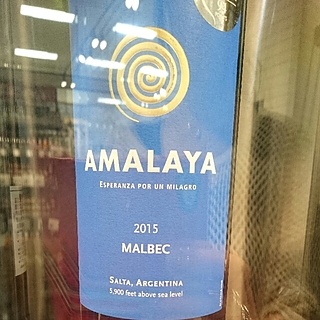 AMALAYA
ESPERANZA POR UN MILAGRO
2015
MALBEC
SALTA, ARGENTINA
5,900 feet above sea level